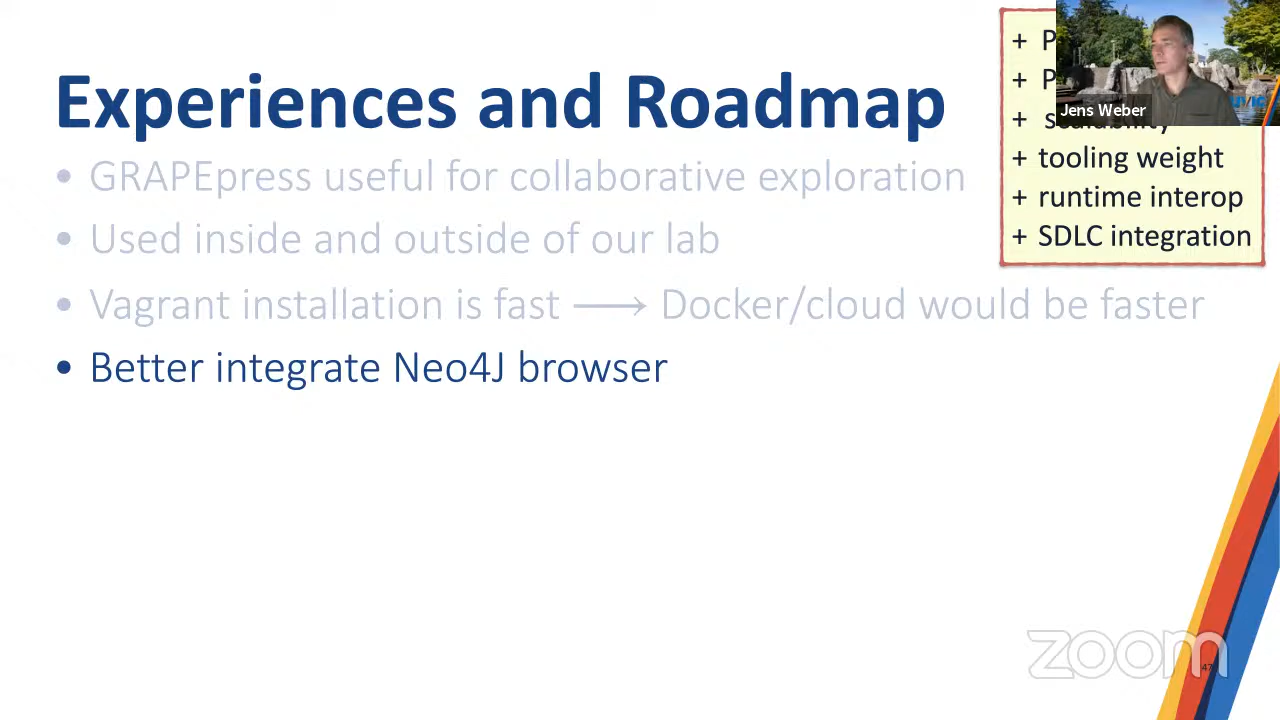 Experiences and Roadmap
• GRAPEpress useful for collaborative exploration
• Used inside and outside of our lab
• Vagrant installation is fast ⟶ Docker/cloud would be faster
• Better integrate Neo4J browser
+ P
+ P
+ scalability
+ tooling weight
+ runtime interop
+ SDLC integration
Jens Weber
UVIC
zoom
47